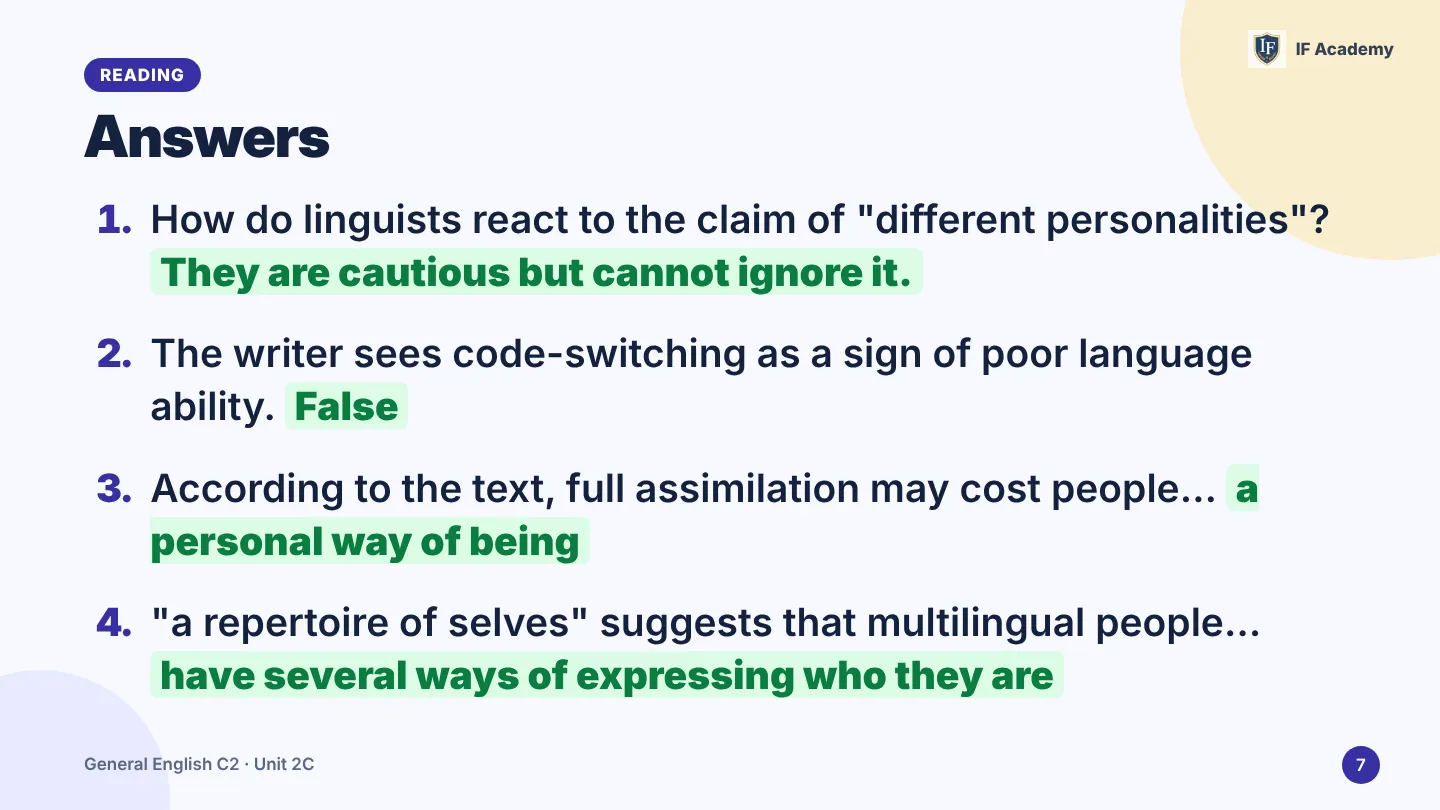 IF Academy
READING
Answers
1. How do linguists react to the claim of "different personalities"?
They are cautious but cannot ignore it.
2. The writer sees code-switching as a sign of poor language
ability. False
3. According to the text, full assimilation may cost people... a
personal way of being
4. "a repertoire of selves" suggests that multilingual people...
have several ways of expressing who they are
General English C2 · Unit 2C
7